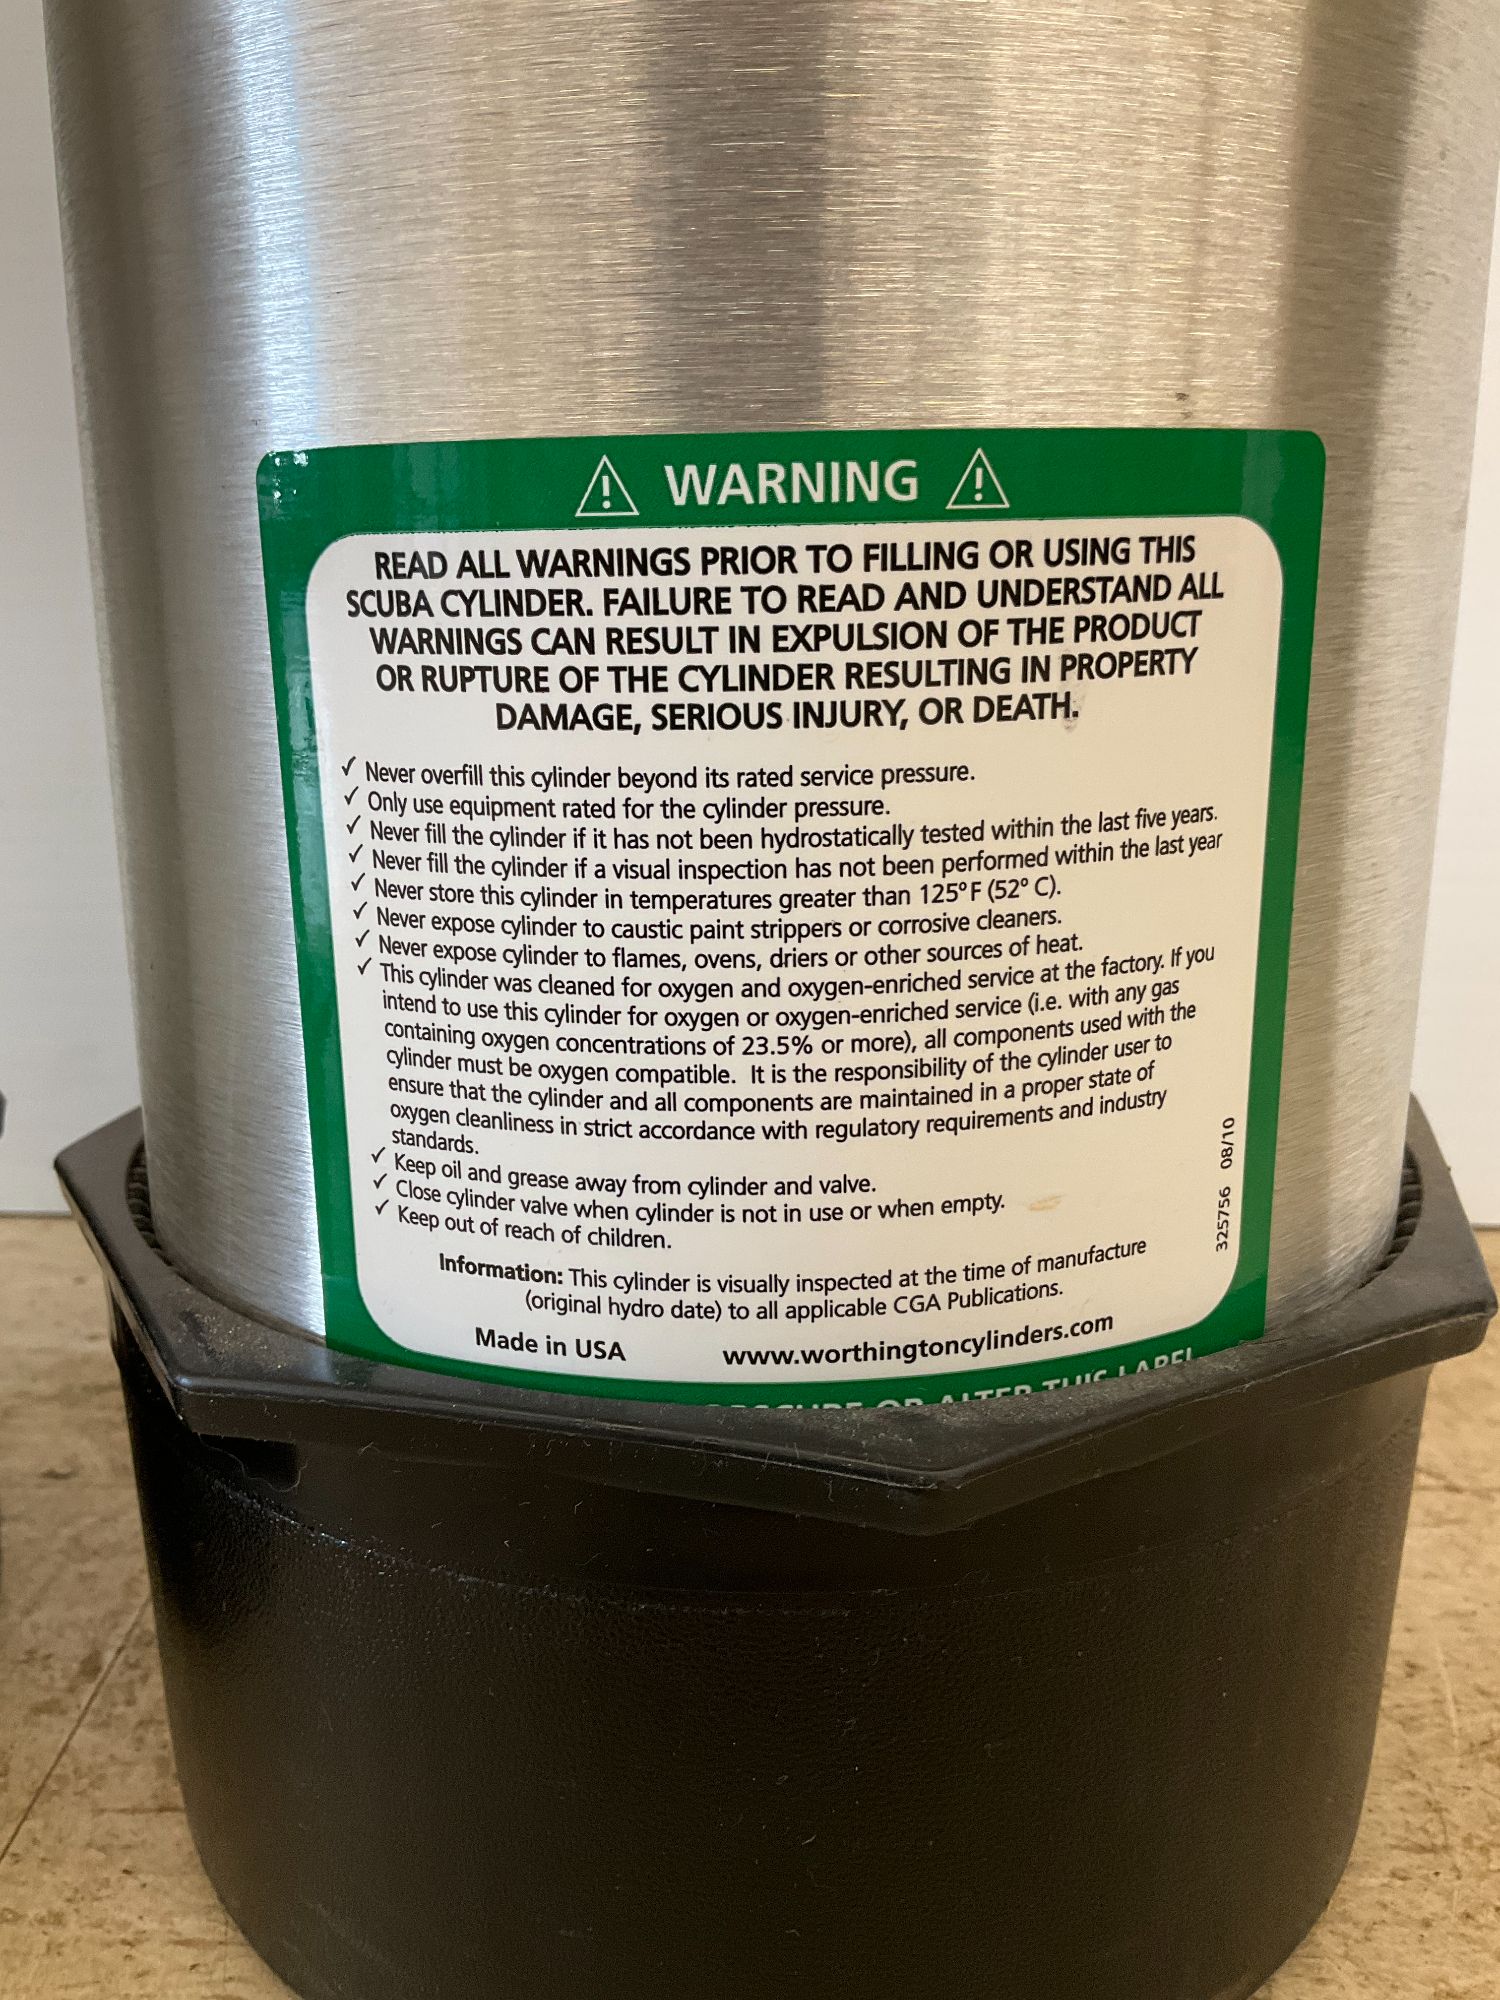 WARNING
READ ALL WARNINGS PRIOR TO FILLING OR USING THIS
SCUBA CYLINDER. FAILURE TO READ AND UNDERSTAND ALL
WARNINGS CAN RESULT IN EXPULSION OF THE PRODUCT
OR RUPTURE OF THE CYLINDER RESULTING IN PROPERTY
DAMAGE, SERIOUS INJURY, OR DEATH.
✓ Never overfill this cylinder beyond its rated service pressure.
✓ Only use equipment rated for the cylinder pressure.
✓ Never fill the cylinder if it has not been hydrostatically tested within the last five years.
✓ Never fill the cylinder if a visual inspection has not been performed within the last year
✓ Never store this cylinder in temperatures greater than 125° F (52° C).
✓ Never expose cylinder to caustic paint strippers or corrosive cleaners.
✓ Never expose cylinder to flames, ovens, driers or other sources of heat.
✓ This cylinder was cleaned for oxygen and oxygen-enriched service at the factory. If you
intend to use this cylinder for oxygen or oxygen-enriched service (i.e. with any gas
containing oxygen concentrations of 23.5% or more), all components used with the
cylinder must be oxygen compatible. It is the responsibility of the cylinder user to
ensure that the cylinder and all components are maintained in a proper state of
oxygen cleanliness in strict accordance with regulatory requirements and industry
standards.
✓ Keep oil and grease away from cylinder and valve.
✓ Close cylinder valve when cylinder is not in use or when empty.
✓ Keep out of reach of children.
Information: This cylinder is visually inspected at the time of manufacture
(original hydro date) to all applicable CGA Publications.
Made in USA www.worthingtoncylinders.com
325756 08/10
OR ALTER THIS LABEL